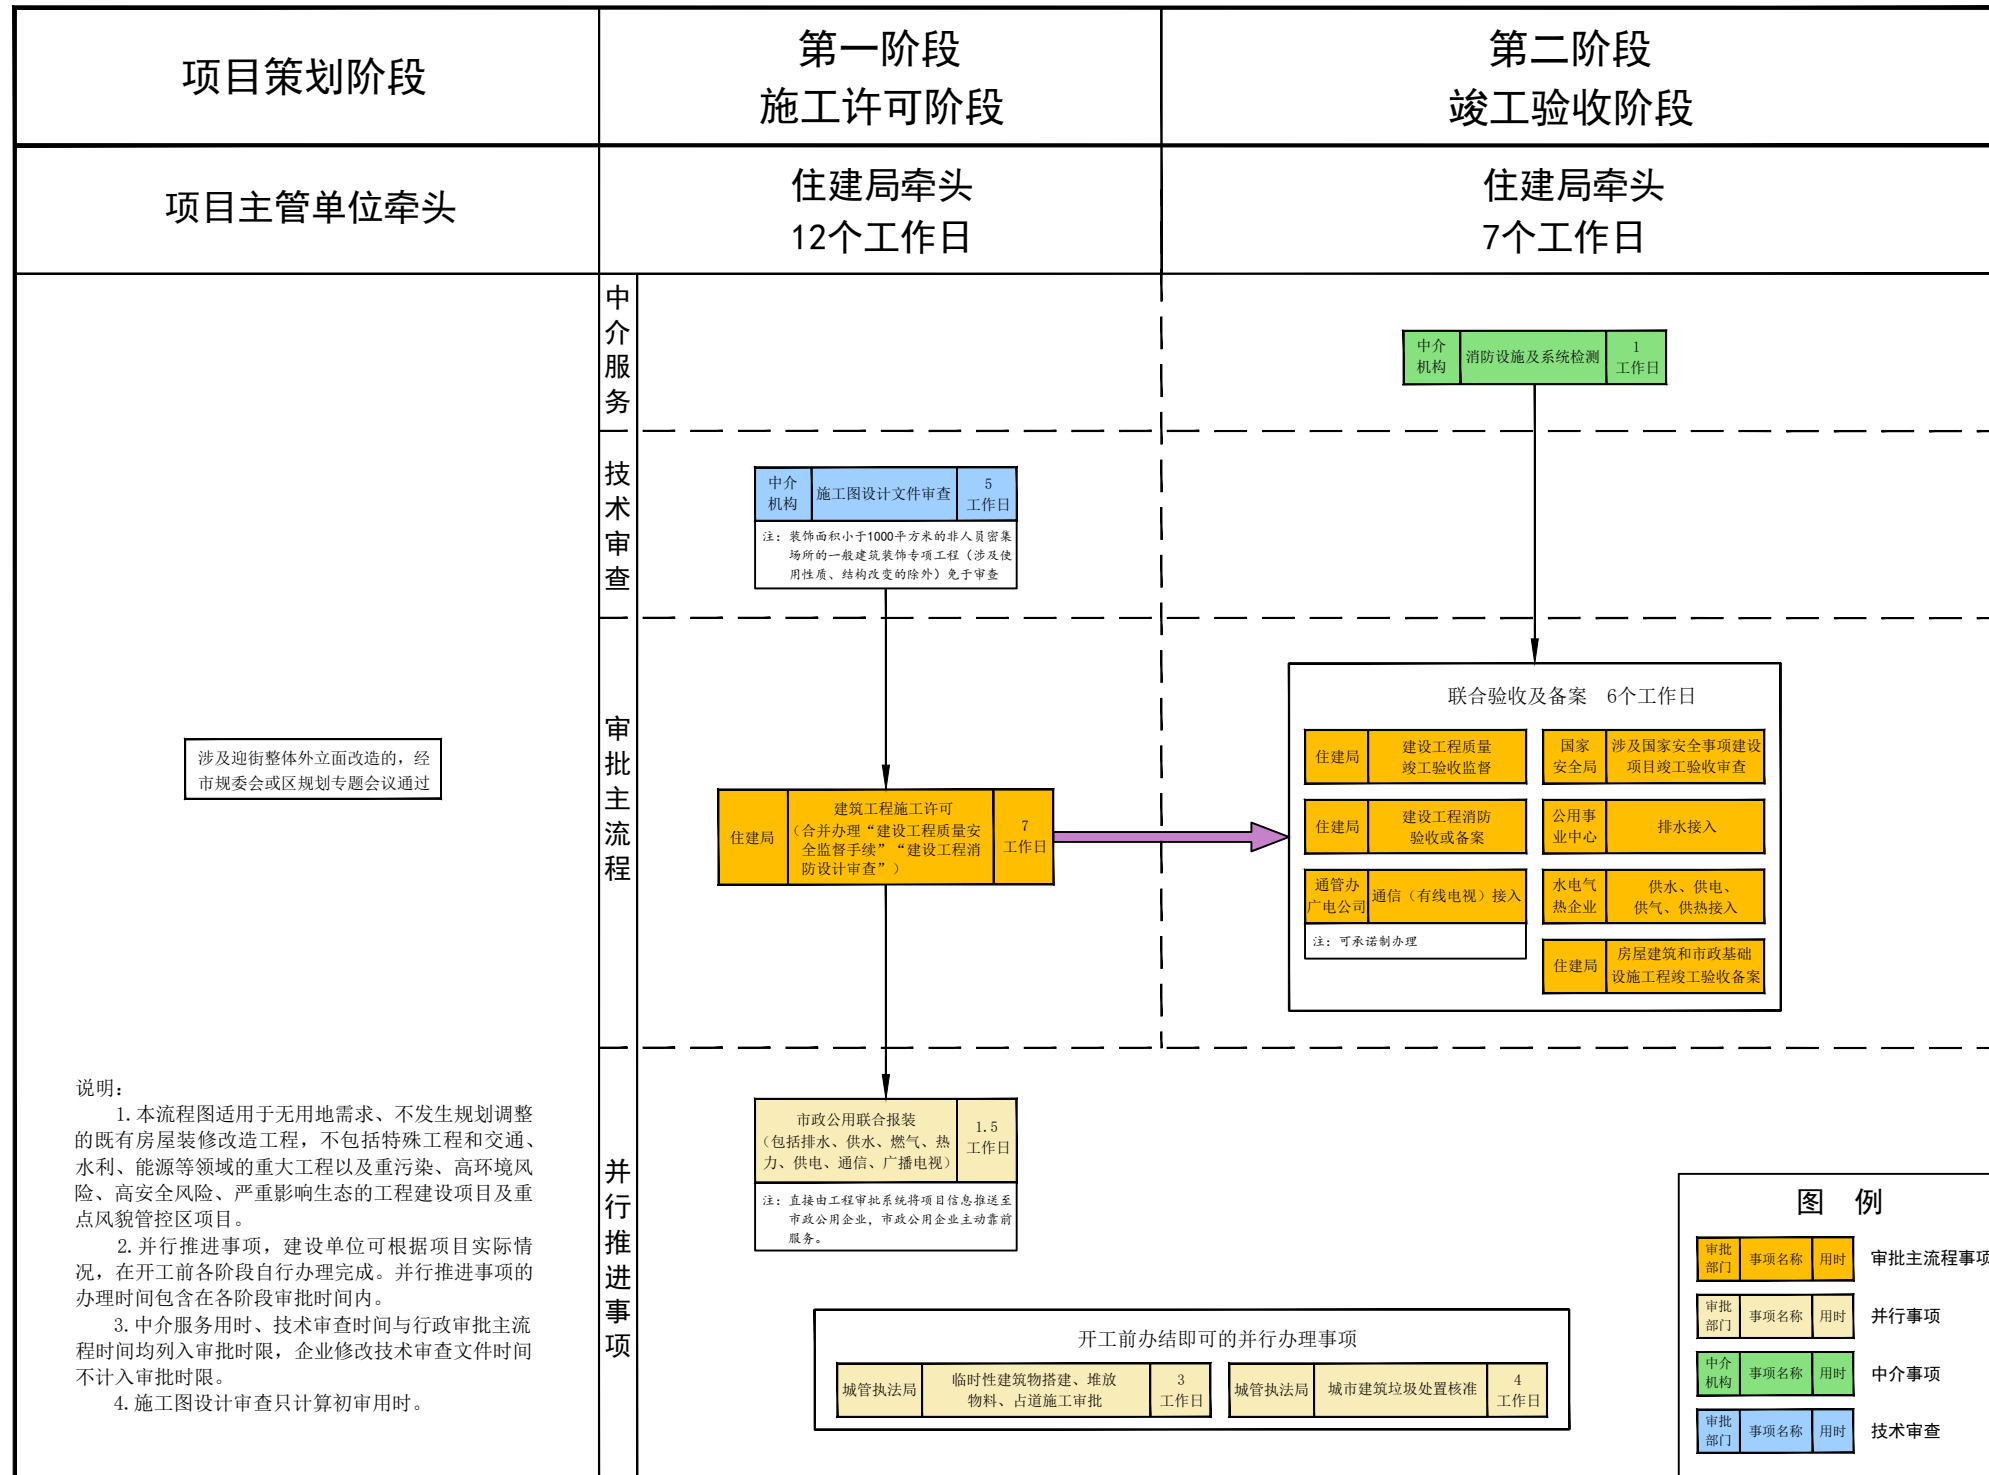 项目策划阶段
第一阶段
施工许可阶段
第二阶段
竣工验收阶段
项目主管单位牵头
住建局牵头
12个工作日
住建局牵头
7个工作日
中介服务
中介
机构
消防设施及系统检测
1
工作日
技术审查
中介
机构
施工图设计文件审查
5
工作日
注：装饰面积小于1000平方米的非人员密集
场所的一般建筑装饰专项工程（涉及使
用性质、结构改变的除外）免于审查
审批主流程
涉及迎街整体外立面改造的，经
市规委会或区规划专题会议通过
住建局
建筑工程施工许可
（合并办理“建设工程质量安
全监督手续”“建设工程消
防设计审查”）
7
工作日
联合验收及备案　6个工作日
住建局
建设工程质量
竣工验收监督
国家
安全局
涉及国家安全事项建设
项目竣工验收审查
住建局
建设工程消防
验收或备案
公用事
业中心
排水接入
通管办
广电公司
通信（有线电视）接入
注：可承诺制办理
水电气
热企业
供水、供电、
供气、供热接入
住建局
房屋建筑和市政基础
设施工程竣工验收备案
说明：
1.本流程图适用于无用地需求、不发生规划调整
的既有房屋装修改造工程，不包括特殊工程和交通、
水利、能源等领域的重大工程以及重污染、高环境风
险、高安全风险、严重影响生态的工程建设项目及重
点风貌管控区项目。
2.并行推进事项，建设单位可根据项目实际情
况，在开工前各阶段自行办理完成。并行推进事项的
办理时间包含在各阶段审批时间内。
3.中介服务用时、技术审查时间与行政审批主流
程时间均列入审批时限，企业修改技术审查文件时间
不计入审批时限。
4.施工图设计审查只计算初审用时。
并行推进事项
市政公用联合报装
（包括排水、供水、燃气、热
力、供电、通信、广播电视）
1.5
工作日
注：直接由工程审批系统将项目信息推送至
市政公用企业，市政公用企业主动靠前
服务。
开工前办结即可的并行办理事项
城管执法局
临时性建筑物搭建、堆放
物料、占道施工审批
3
工作日
城管执法局
城市建筑垃圾处置核准
4
工作日
图　例
审批
部门
事项名称
用时
审批主流程事项
审批
部门
事项名称
用时
并行事项
中介
机构
事项名称
用时
中介事项
审批
部门
事项名称
用时
技术审查